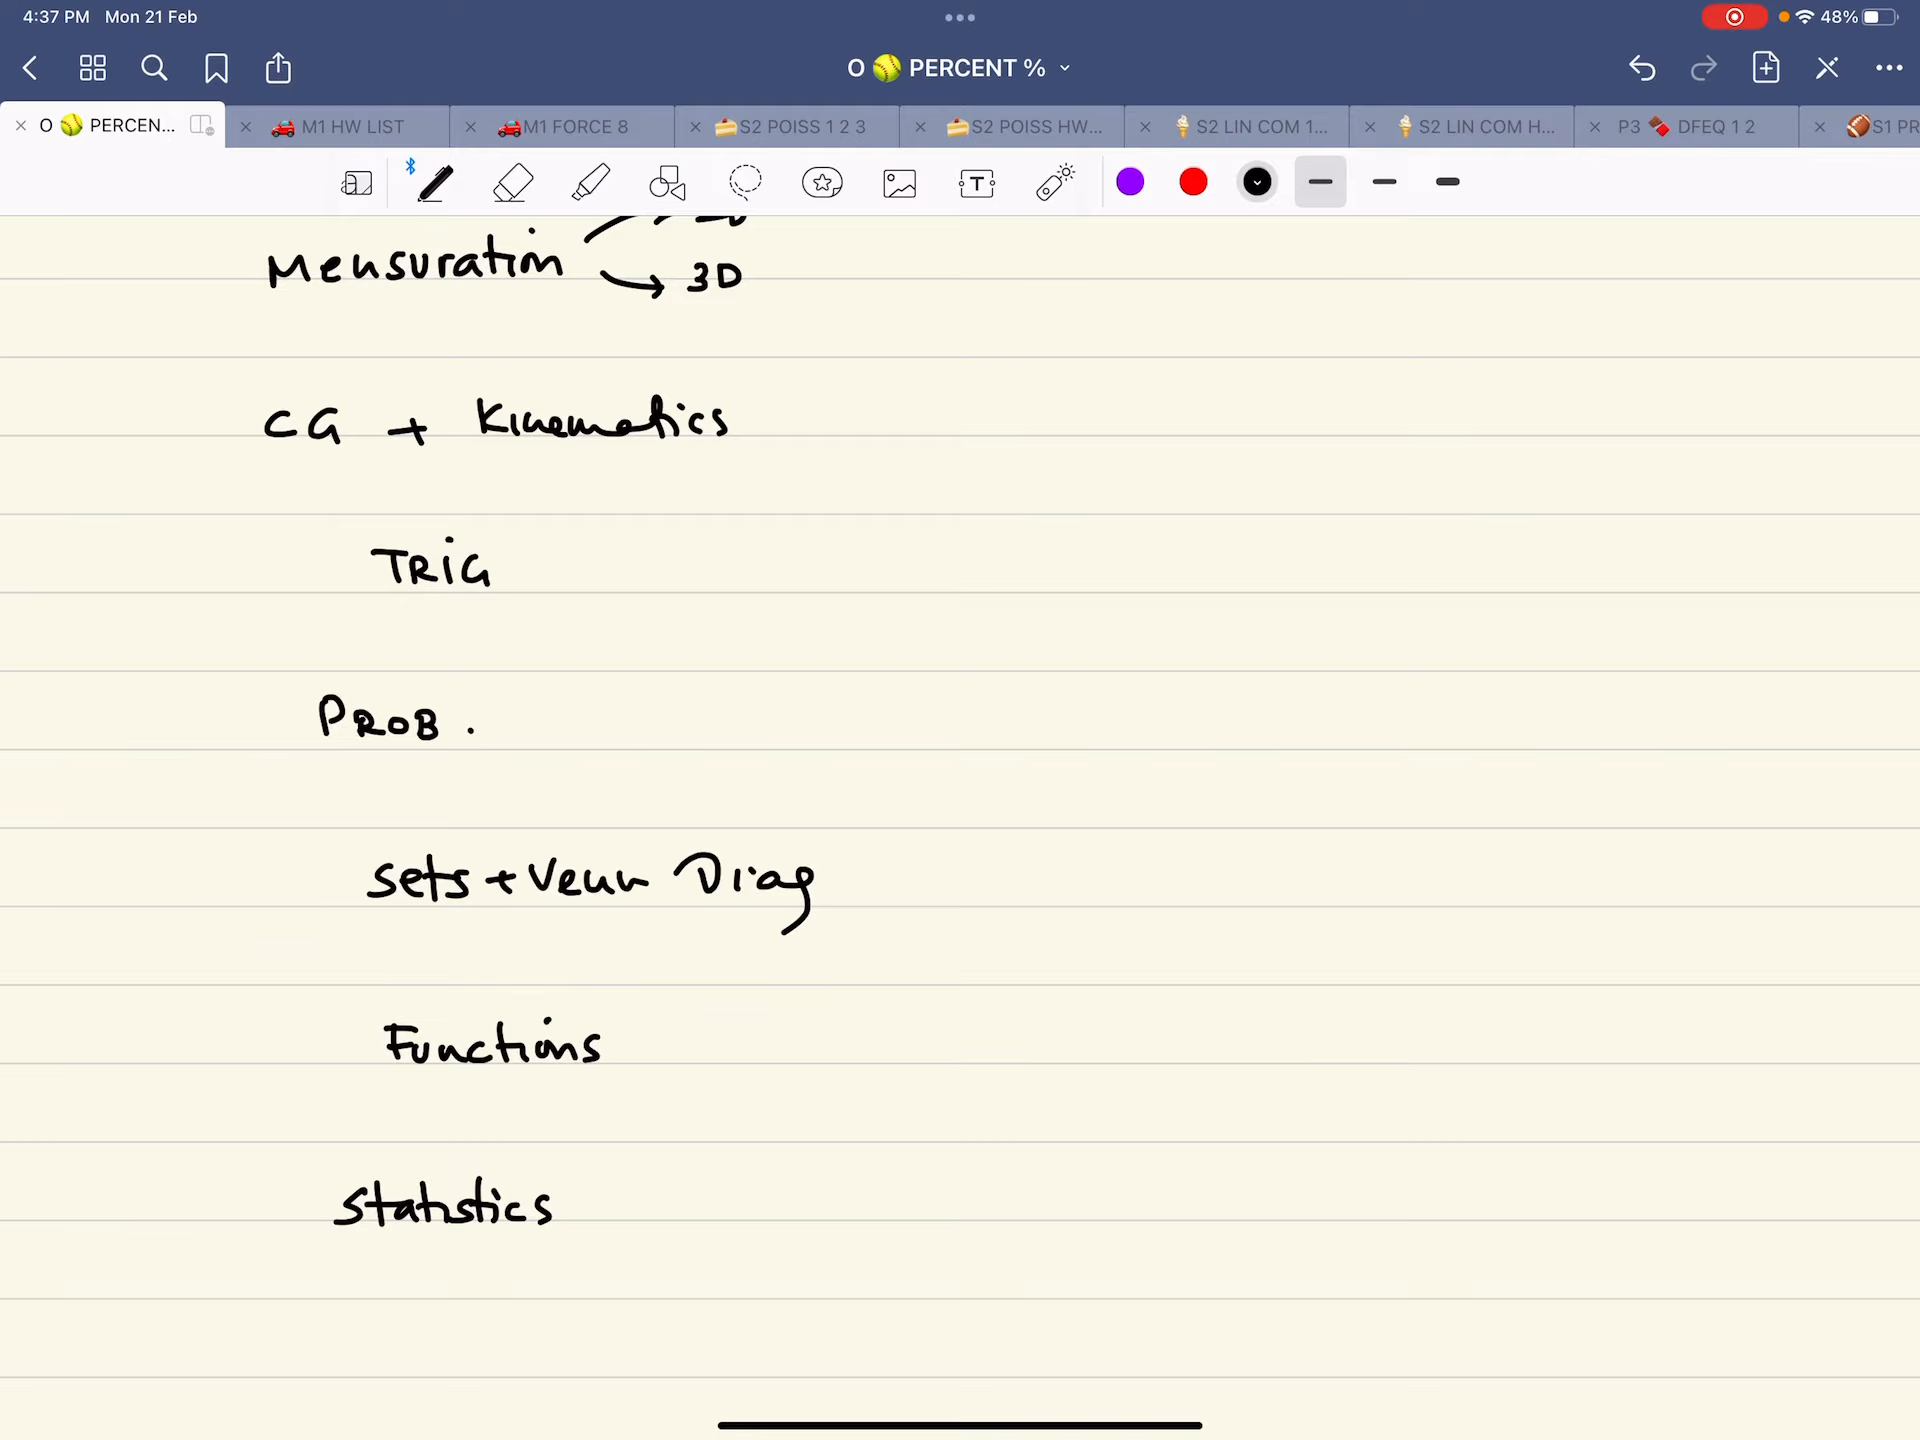 4:37 PM Mon 21 Feb
48%
O PERCENT %
O PERCEN... M1 HW LIST M1 FORCE 8 S2 POISS 1 2 3 S2 POISS HW... S2 LIN COM 1... S2 LIN COM H... P3 DFEQ 1 2 S1 PR
Mensuration
3D
CG + Kinematics
TRIG
PROB.
Sets + Venn Diag
Functions
Statistics